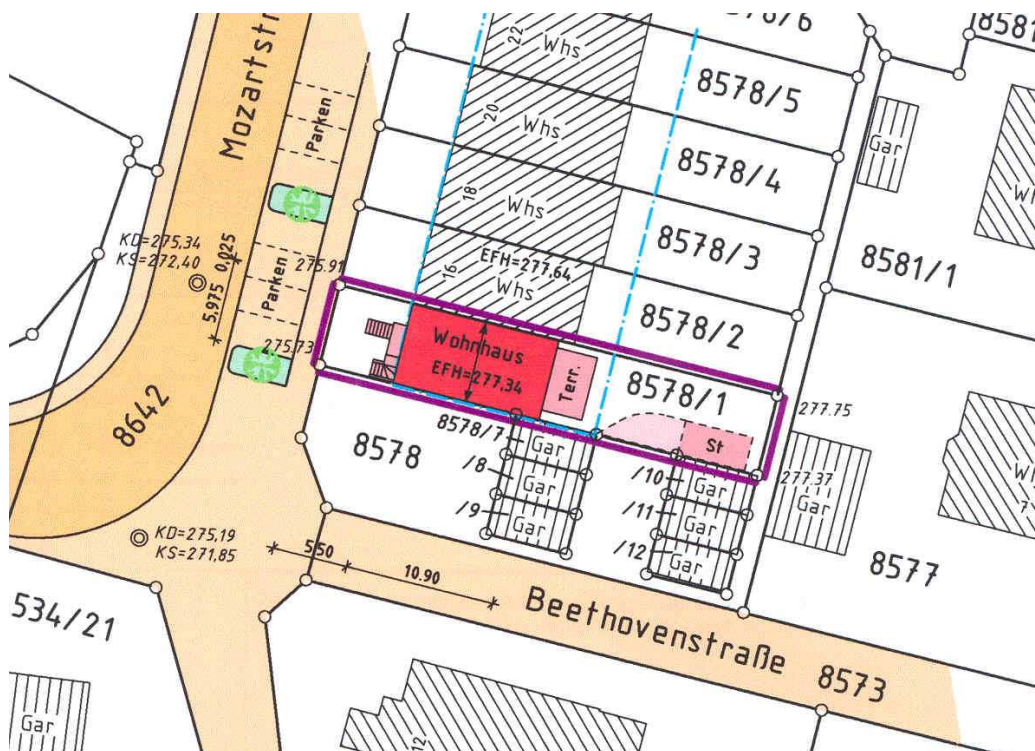 8578/6
8581
22
Whs
8578/5
Mozartstr
Parken
20
Whs
Gar
8578/4
18
Whs
8578/3
KD=275,34
KS=272,40
0,025
5,975
Parken
275.91
EFH=277,64
16
Whs
8581/1
8578/2
275.73
Wohnhaus
EFH=277,34
Terr.
8578/1
277.75
8642
8578
8578/7
Gar
St
/8
Gar
/10
Gar
277.37
Gar
/9
Gar
/11
Gar
/12
Gar
KD=275,19
KS=271,85
5.50
10.90
8577
534/21
Beethovenstraße 8573
Gar
12